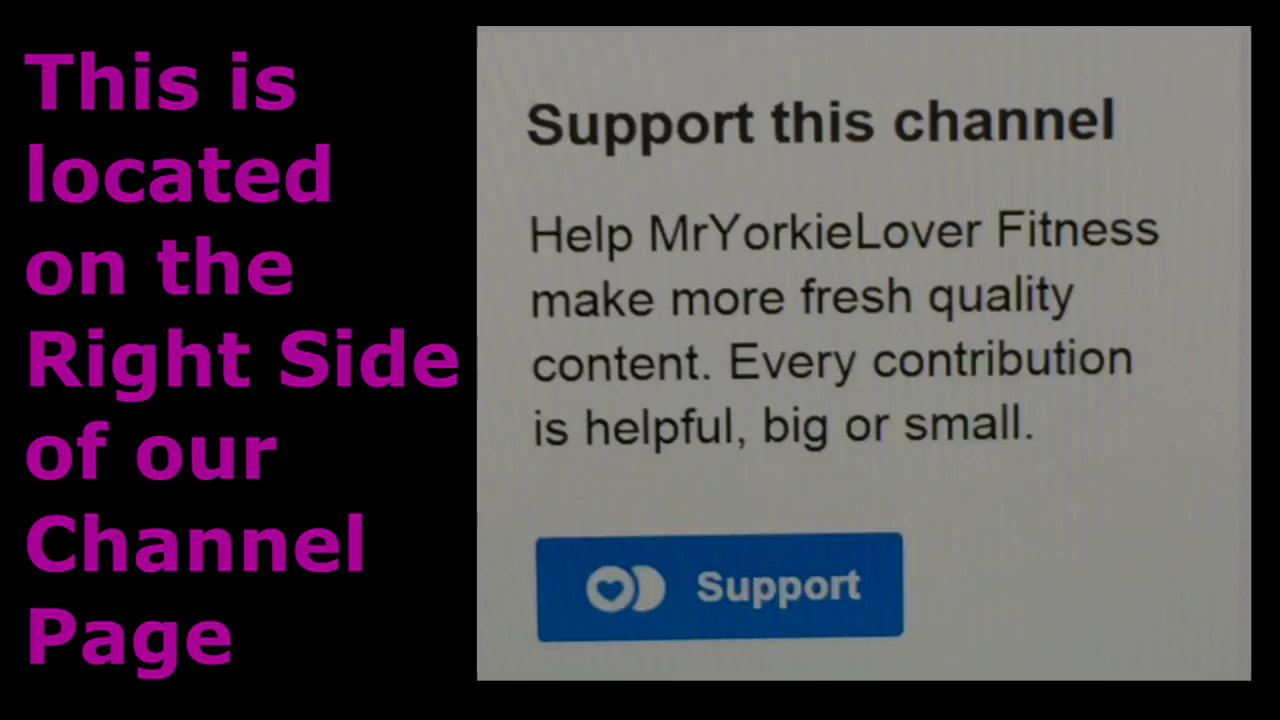 This is
located
on the
Right Side
of our
Channel
Page
Support this channel
Help MrYorkieLover Fitness
make more fresh quality
content. Every contribution
is helpful, big or small.
Support